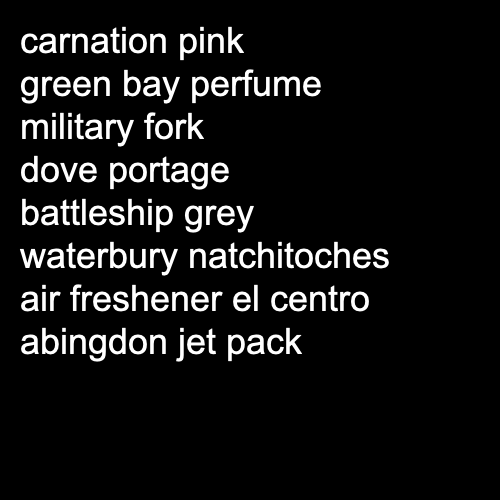 carnation pink
green bay perfume
military fork
dove portage
battleship grey
waterbury natchitoches
air freshener el centro
abingdon jet pack